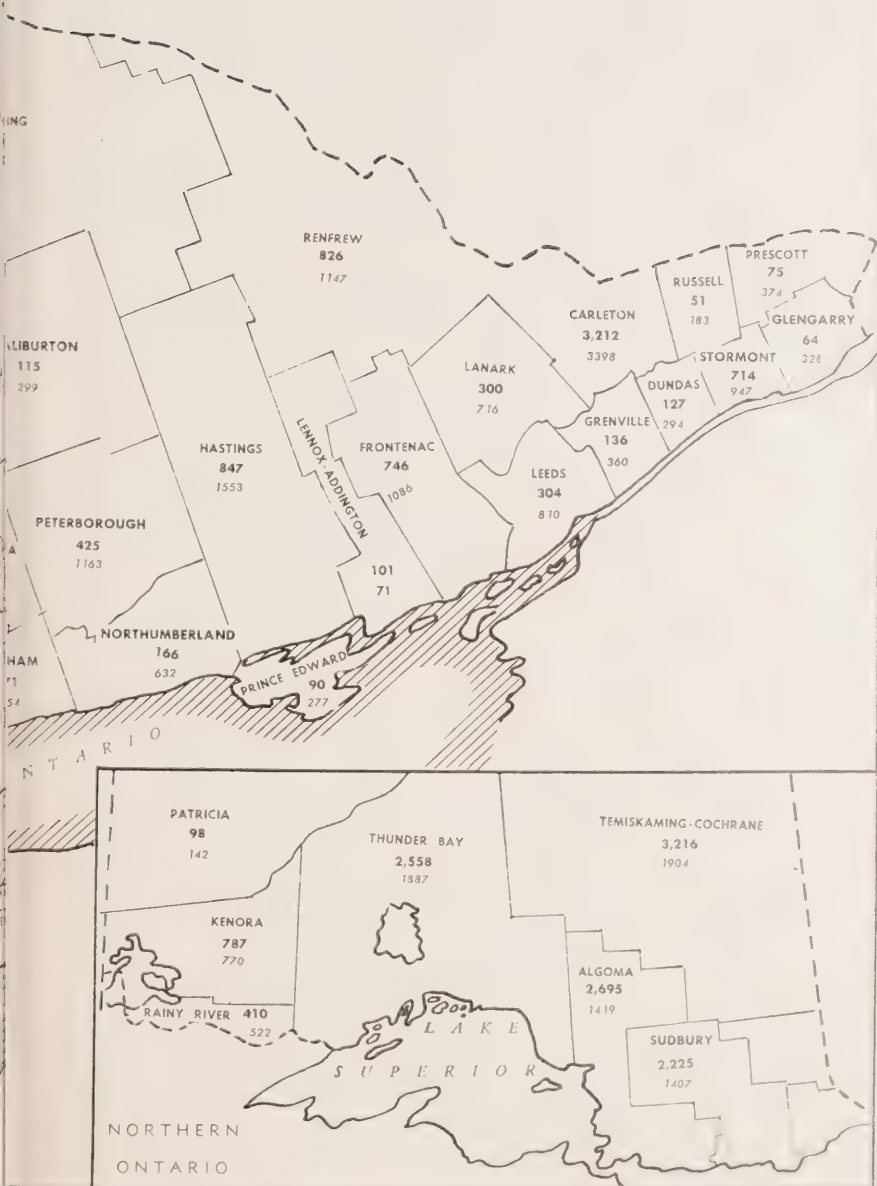 RENFREW
826
1147
PRESCOTT
75
374
RUSSELL
51
183
CARLETON
3,212
3398
GLENGARRY
64
328
STORMONT
714
947
LIBURTON
115
299
LANARK
300
716
DUNDAS
127
294
GRENVILLE
136
360
HASTINGS
847
1553
LENNOX-ADDINGTON
101
71
FRONTENAC
746
1086
LEEDS
304
810
PETERBOROUGH
425
1163
NORTHUMBERLAND
166
632
HAM
54
PRINCE EDWARD
90
277
NTARIO
PATRICIA
98
142
THUNDER BAY
2,558
1887
TEMISKAMING-COCHRANE
3,216
1904
KENORA
787
770
ALGOMA
2,695
1419
RAINY RIVER 410
522
LAKE
SUPERIOR
SUDBURY
2,225
1407
NORTHERN
ONTARIO